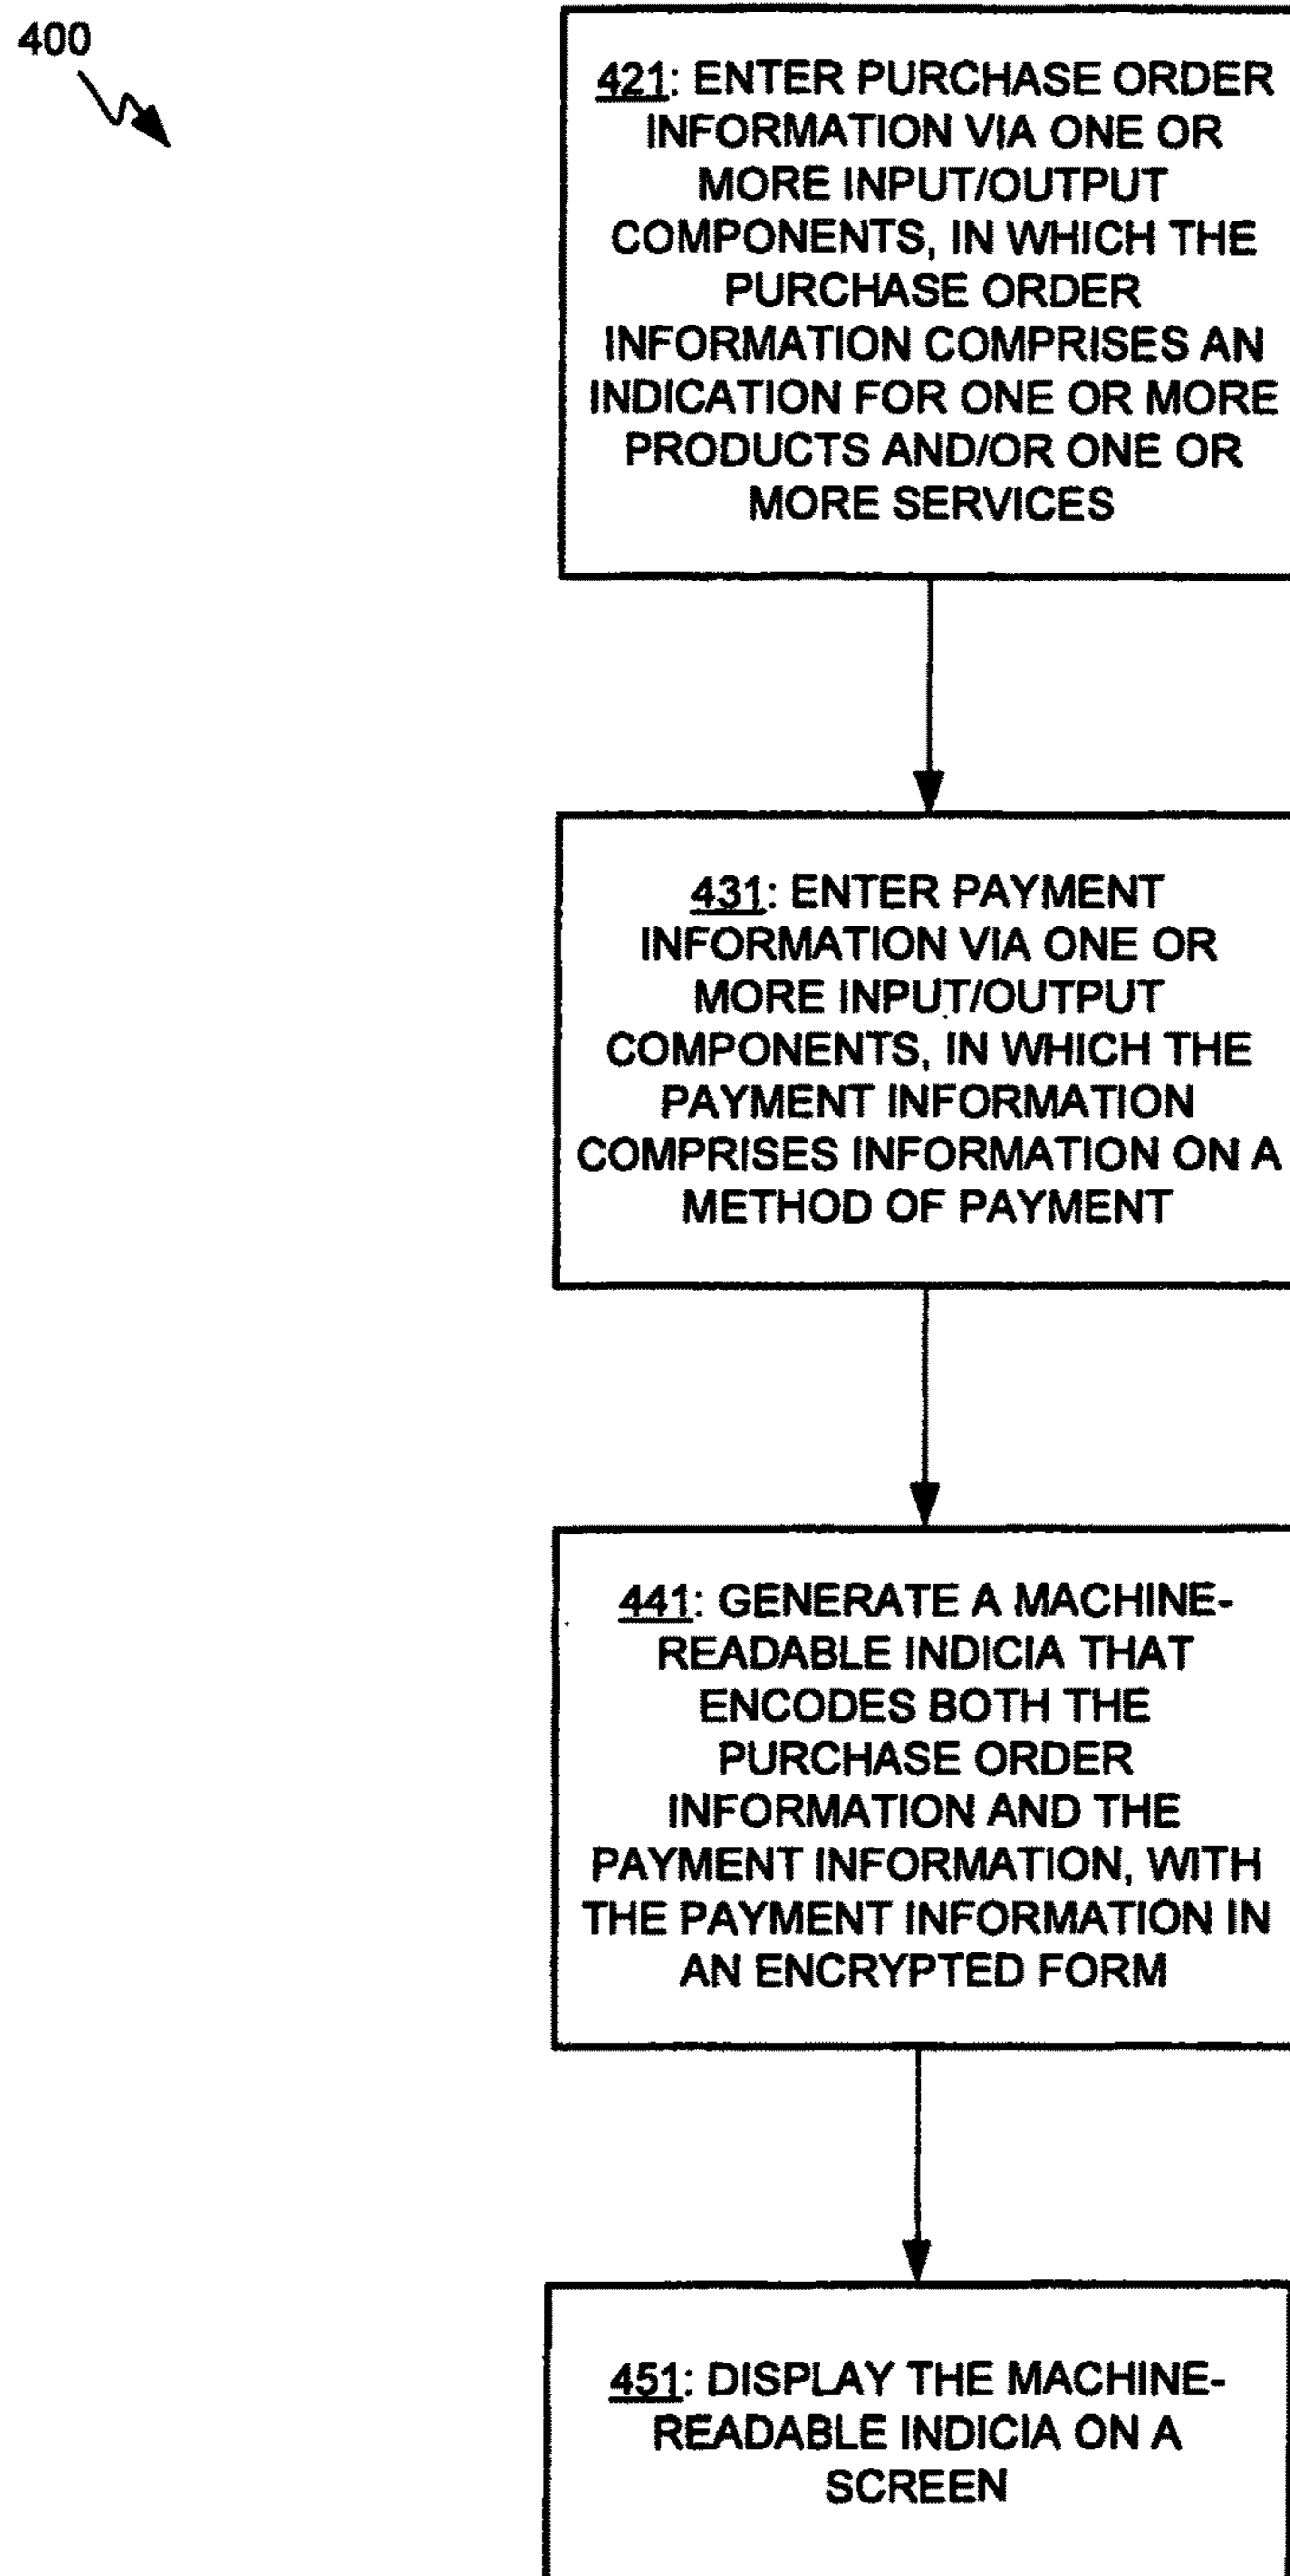 400
421: ENTER PURCHASE ORDER
INFORMATION VIA ONE OR
MORE INPUT/OUTPUT
COMPONENTS, IN WHICH THE
PURCHASE ORDER
INFORMATION COMPRISES AN
INDICATION FOR ONE OR MORE
PRODUCTS AND/OR ONE OR
MORE SERVICES
431: ENTER PAYMENT
INFORMATION VIA ONE OR
MORE INPUT/OUTPUT
COMPONENTS, IN WHICH THE
PAYMENT INFORMATION
COMPRISES INFORMATION ON A
METHOD OF PAYMENT
441: GENERATE A MACHINE-
READABLE INDICIA THAT
ENCODES BOTH THE
PURCHASE ORDER
INFORMATION AND THE
PAYMENT INFORMATION, WITH
THE PAYMENT INFORMATION IN
AN ENCRYPTED FORM
451: DISPLAY THE MACHINE-
READABLE INDICIA ON A
SCREEN